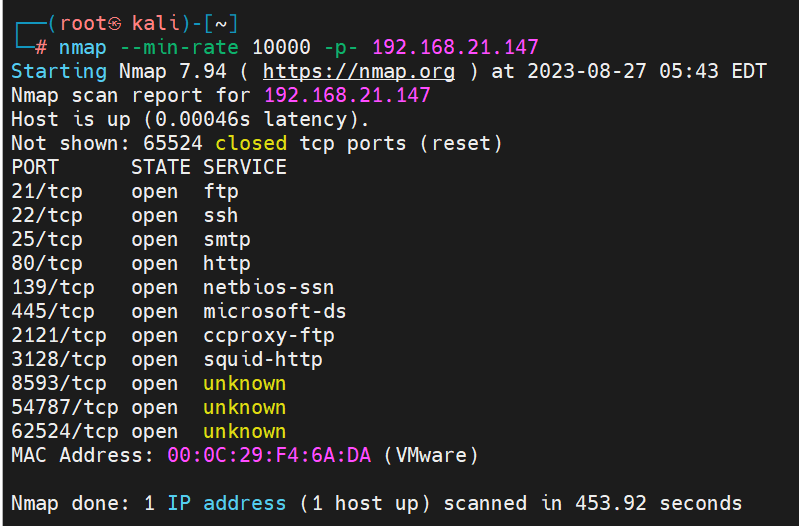 ┌──(root㉿ kali)-[~]
└─# nmap --min-rate 10000 -p- 192.168.21.147
Starting Nmap 7.94 ( https://nmap.org ) at 2023-08-27 05:43 EDT
Nmap scan report for 192.168.21.147
Host is up (0.00046s latency).
Not shown: 65524 closed tcp ports (reset)
PORT      STATE SERVICE
21/tcp    open  ftp
22/tcp    open  ssh
25/tcp    open  smtp
80/tcp    open  http
139/tcp   open  netbios-ssn
445/tcp   open  microsoft-ds
2121/tcp  open  ccproxy-ftp
3128/tcp  open  squid-http
8593/tcp  open  unknown
54787/tcp open  unknown
62524/tcp open  unknown
MAC Address: 00:0C:29:F4:6A:DA (VMware)

Nmap done: 1 IP address (1 host up) scanned in 453.92 seconds